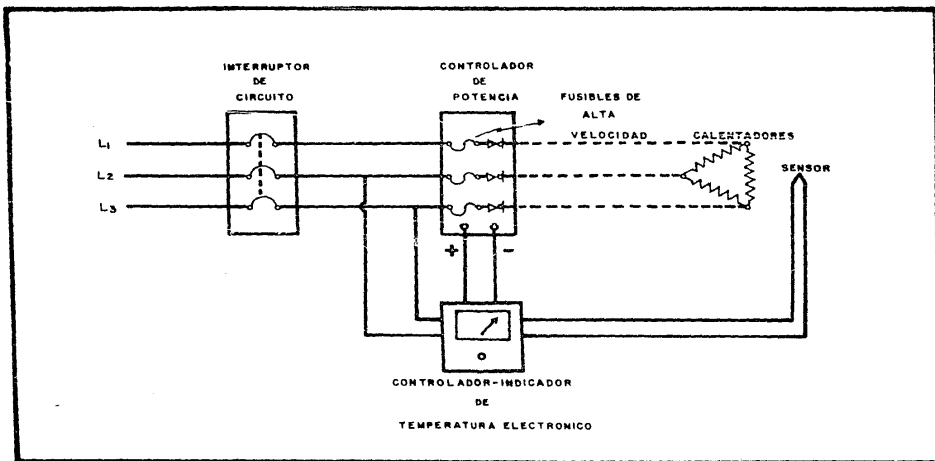 INTERRUPTOR
DE
CIRCUITO
CONTROLADOR
DE
POTENCIA
FUSIBLES DE
ALTA
VELOCIDAD
CALENTADORES
SENSOR
L1
L2
L3
+ -
CONTROLADOR-INDICADOR
DE
TEMPERATURA ELECTRONICO